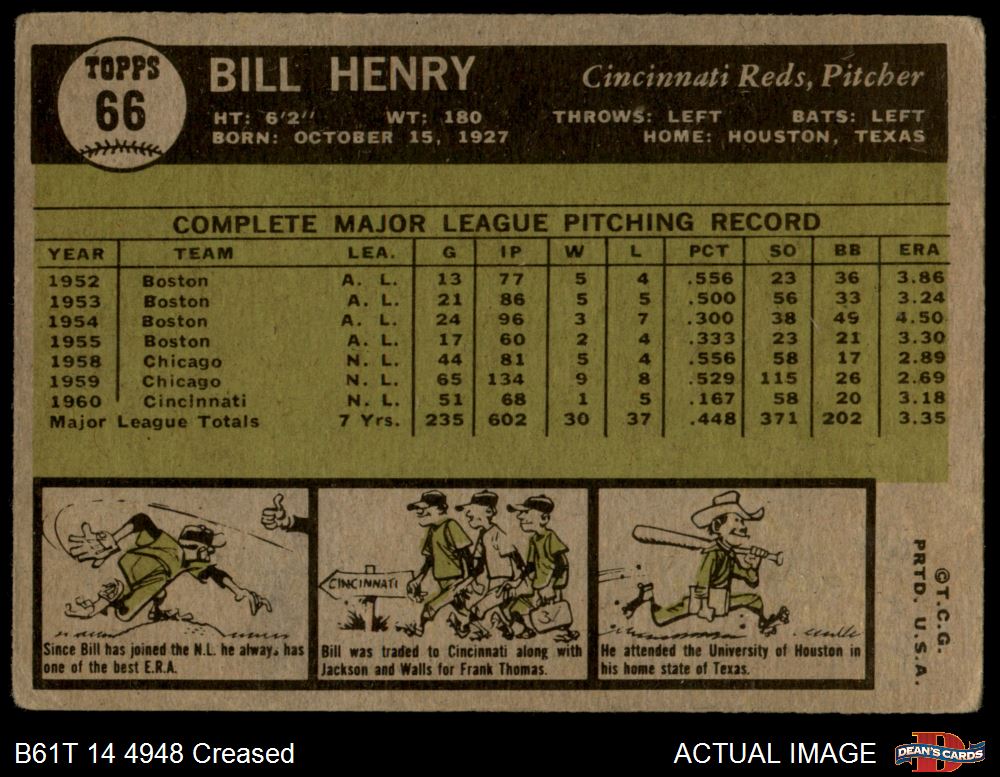 TOPPS
66
BILL HENRY Cincinnati Reds, Pitcher
HT: 6'2" WT: 180 THROWS: LEFT BATS: LEFT
BORN: OCTOBER 15, 1927 HOME: HOUSTON, TEXAS
COMPLETE MAJOR LEAGUE PITCHING RECORD
YEAR TEAM LEA. G IP W L PCT SO BB ERA
1952 Boston A. L. 13 77 5 4 .556 23 36 3.86
1953 Boston A. L. 21 86 5 5 .500 56 33 3.24
1954 Boston A. L. 24 96 3 7 .300 38 49 4.50
1955 Boston A. L. 17 60 2 4 .333 23 21 3.30
1958 Chicago N. L. 44 81 5 4 .556 58 17 2.89
1959 Chicago N. L. 65 134 9 8 .529 115 26 2.69
1960 Cincinnati N. L. 51 68 1 5 .167 58 20 3.18
Major League Totals 7 Yrs. 235 602 30 37 .448 371 202 3.35
Since Bill has joined the N.L. he always has
one of the best E.R.A.
CINCINNATI
3
Bill was traded to Cincinnati along with
Jackson and Walls for Frank Thomas.
He attended the University of Houston in
his home state of Texas.
©T.C.G.
PRTD. U.S.A.
B61T 14 4948 Creased ACTUAL IMAGE
DEAN'S CARDS